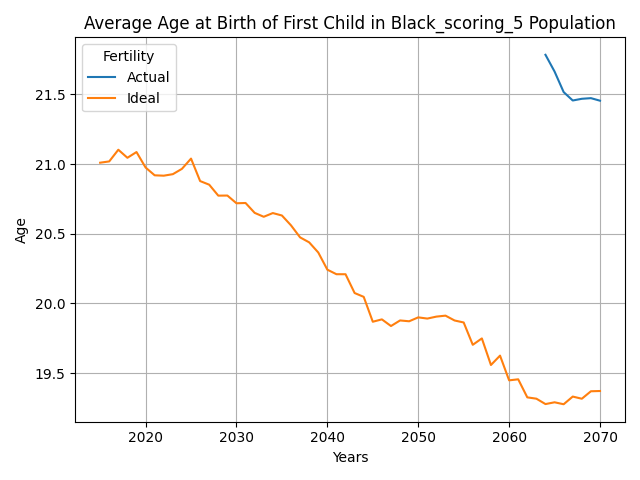 Average Age at Birth of First Child in Black_scoring_5 Population
Fertility
Actual
Ideal
Age
21.5
21.0
20.5
20.0
19.5
2020 2030 2040 2050 2060 2070
Years